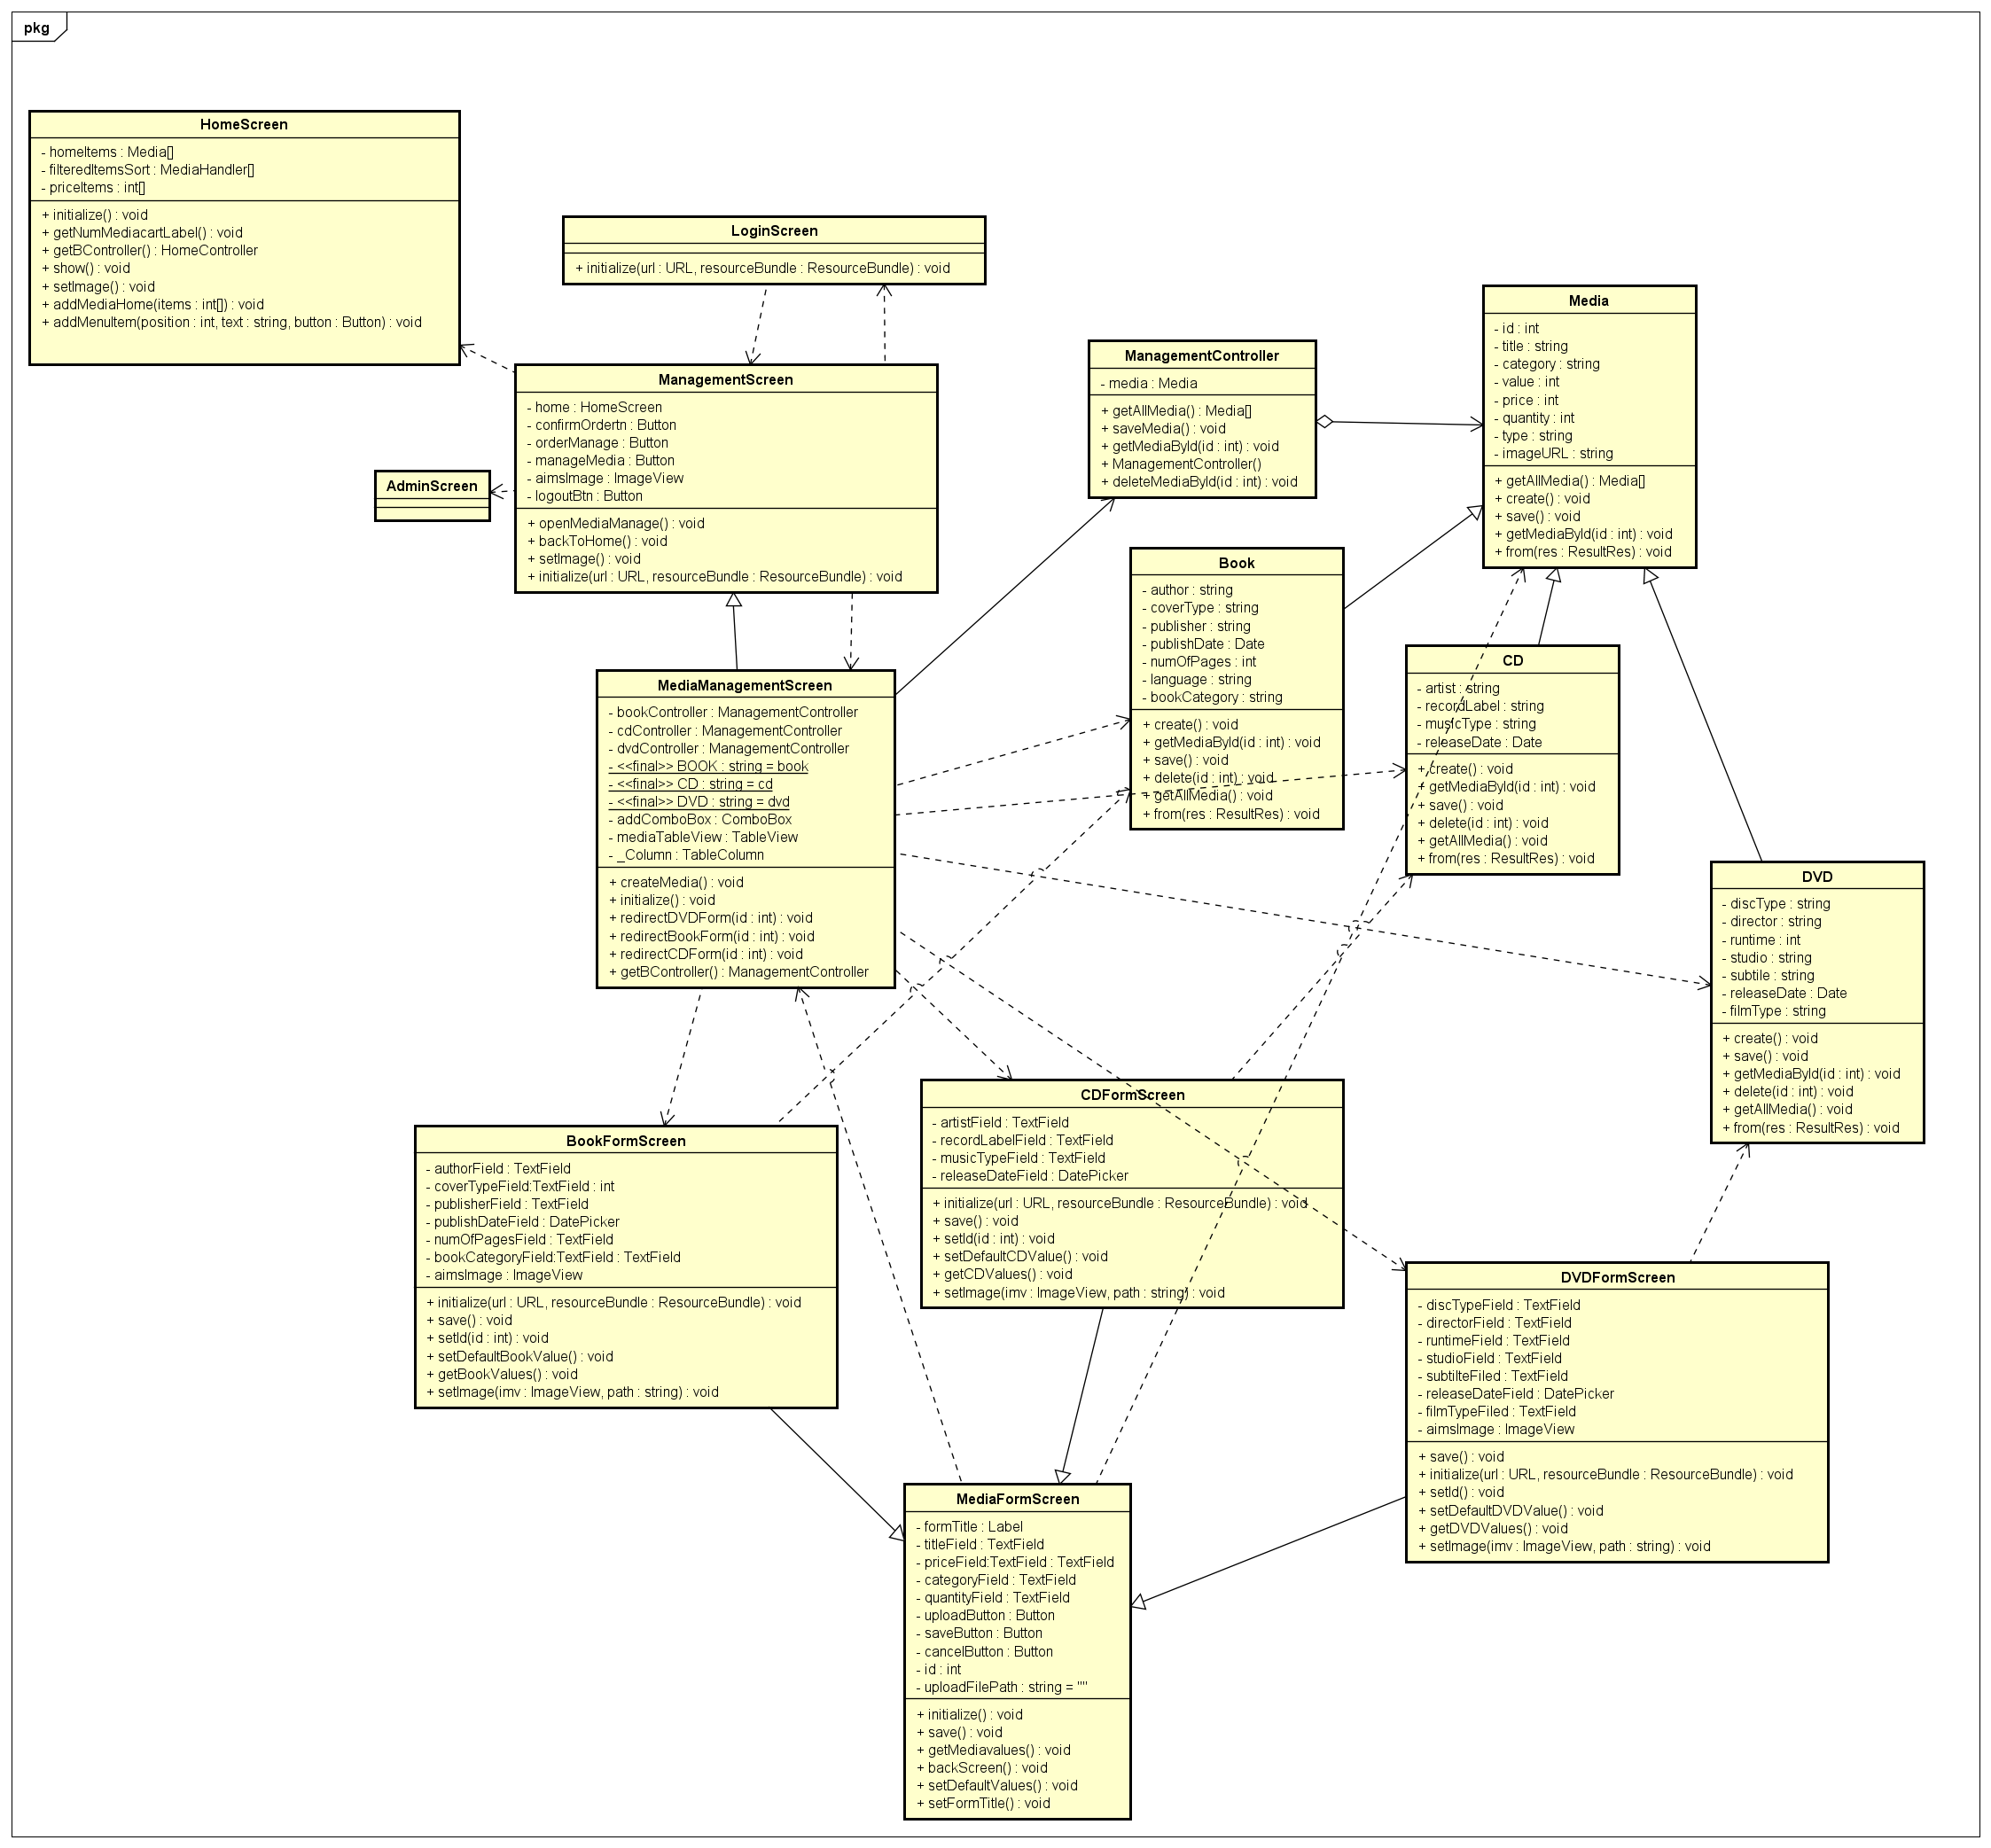 pkg
HomeScreen
- homeItems : Media[]
- filteredItemsSort : MediaHandler[]
- priceItems : int[]
+ initialize() : void
+ getNumMediacartLabel() : void
+ getBController() : HomeController
+ show() : void
+ setImage() : void
+ addMediaHome(items : int[]) : void
+ addMenuItem(position : int, text : string, button : Button) : void
LoginScreen
+ initialize(url : URL, resourceBundle : ResourceBundle) : void
ManagementScreen
- home : HomeScreen
- confirmOrdertn : Button
- orderManage : Button
- manageMedia : Button
- aimsImage : ImageView
- logoutBtn : Button
+ openMediaManage() : void
+ backToHome() : void
+ setImage() : void
+ initialize(url : URL, resourceBundle : ResourceBundle) : void
AdminScreen
ManagementController
- media : Media
+ getAllMedia() : Media[]
+ saveMedia() : void
+ getMediaById(id : int) : void
+ ManagementController()
+ deleteMediaById(id : int) : void
Media
- id : int
- title : string
- category : string
- value : int
- price : int
- quantity : int
- type : string
- imageURL : string
+ getAllMedia() : Media[]
+ create() : void
+ save() : void
+ getMediaById(id : int) : void
+ from(res : ResultRes) : void
Book
- author : string
- coverType : string
- publisher : string
- publishDate : Date
- numOfPages : int
- language : string
- bookCategory : string
+ create() : void
+ getMediaById(id : int) : void
+ save() : void
+ delete(id : int) : void
+ getAllMedia() : void
+ from(res : ResultRes) : void
CD
- artist : string
- recordLabel : string
- musicType : string
- releaseDate : Date
+ create() : void
+ getMediaById(id : int) : void
+ save() : void
+ delete(id : int) : void
+ getAllMedia() : void
+ from(res : ResultRes) : void
MediaManagementScreen
- bookController : ManagementController
- cdController : ManagementController
- dvdController : ManagementController
- <<final>> BOOK : string = book
- <<final>> CD : string = cd
- <<final>> DVD : string = dvd
- addComboBox : ComboBox
- mediaTableView : TableView
- _Column : TableColumn
+ createMedia() : void
+ initialize() : void
+ redirectDVDForm(id : int) : void
+ redirectBookForm(id : int) : void
+ redirectCDForm(id : int) : void
+ getBController() : ManagementController
DVD
- discType : string
- director : string
- runtime : int
- studio : string
- subtile : string
- releaseDate : Date
- filmType : string
+ create() : void
+ save() : void
+ getMediaById(id : int) : void
+ delete(id : int) : void
+ getAllMedia() : void
+ from(res : ResultRes) : void
BookFormScreen
- authorField : TextField
- coverTypeField:TextField : int
- publisherField : TextField
- publishDateField : DatePicker
- numOfPagesField : TextField
- bookCategoryField:TextField : TextField
- aimsImage : ImageView
+ initialize(url : URL, resourceBundle : ResourceBundle) : void
+ save() : void
+ setId(id : int) : void
+ setDefaultBookValue() : void
+ getBookValues() : void
+ setImage(imv : ImageView, path : string) : void
CDFormScreen
- artistField : TextField
- recordLabelField : TextField
- musicTypeField : TextField
- releaseDateField : DatePicker
+ initialize(url : URL, resourceBundle : ResourceBundle) : void
+ save() : void
+ setId(id : int) : void
+ setDefaultCDValue() : void
+ getCDValues() : void
+ setImage(imv : ImageView, path : string) : void
DVDFormScreen
- discTypeField : TextField
- directorField : TextField
- runtimeField : TextField
- studioField : TextField
- subtilteFiled : TextField
- releaseDateField : DatePicker
- filmTypeFiled : TextField
- aimsImage : ImageView
+ save() : void
+ initialize(url : URL, resourceBundle : ResourceBundle) : void
+ setId() : void
+ setDefaultDVDValue() : void
+ getDVDValues() : void
+ setImage(imv : ImageView, path : string) : void
MediaFormScreen
- formTitle : Label
- titleField : TextField
- priceField:TextField : TextField
- categoryField : TextField
- quantityField : TextField
- uploadButton : Button
- saveButton : Button
- cancelButton : Button
- id : int
- uploadFilePath : string = ""
+ initialize() : void
+ save() : void
+ getMediavalues() : void
+ backScreen() : void
+ setDefaultValues() : void
+ setFormTitle() : void